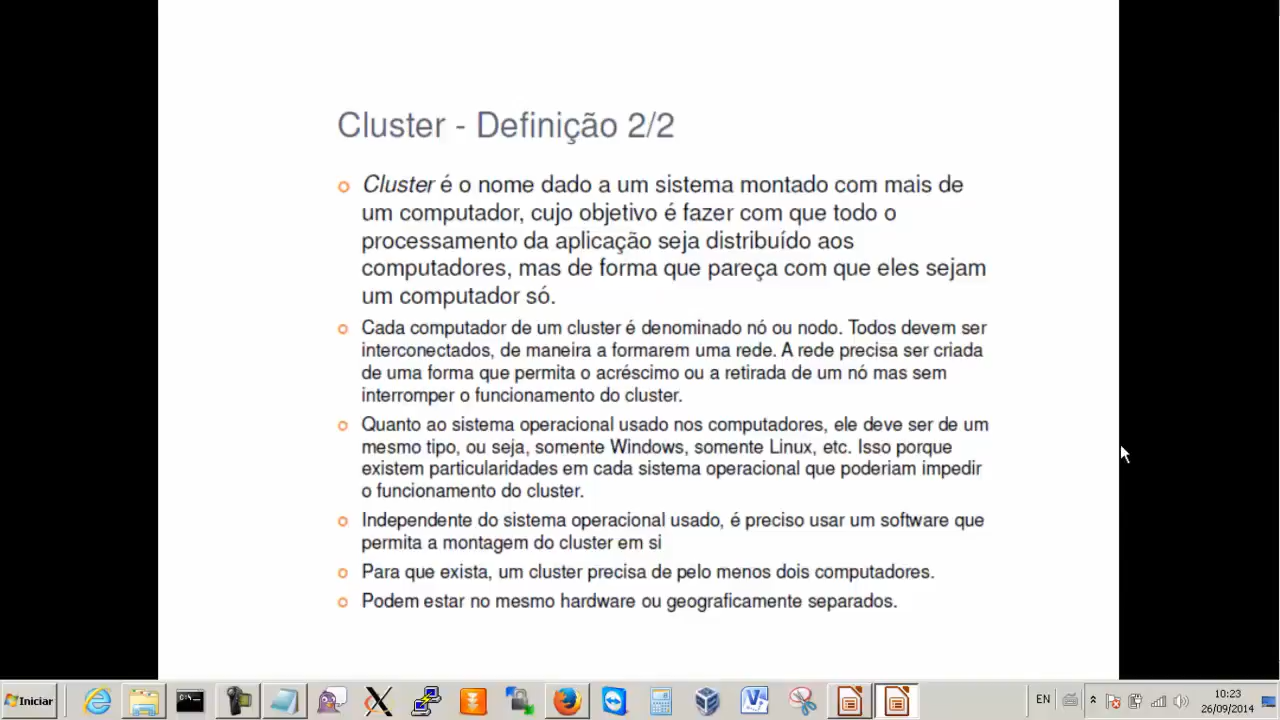 Cluster - Definição 2/2
Cluster é o nome dado a um sistema montado com mais de
um computador, cujo objetivo é fazer com que todo o
processamento da aplicação seja distribuído aos
computadores, mas de forma que pareça com que eles sejam
um computador só.
Cada computador de um cluster é denominado nó ou nodo. Todos devem ser
interconectados, de maneira a formarem uma rede. A rede precisa ser criada
de uma forma que permita o acréscimo ou a retirada de um nó mas sem
interromper o funcionamento do cluster.
Quanto ao sistema operacional usado nos computadores, ele deve ser de um
mesmo tipo, ou seja, somente Windows, somente Linux, etc. Isso porque
existem particularidades em cada sistema operacional que poderiam impedir
o funcionamento do cluster.
Independente do sistema operacional usado, é preciso usar um software que
permita a montagem do cluster em si
Para que exista, um cluster precisa de pelo menos dois computadores.
Podem estar no mesmo hardware ou geograficamente separados.
Iniciar
EN
10:23
26/09/2014